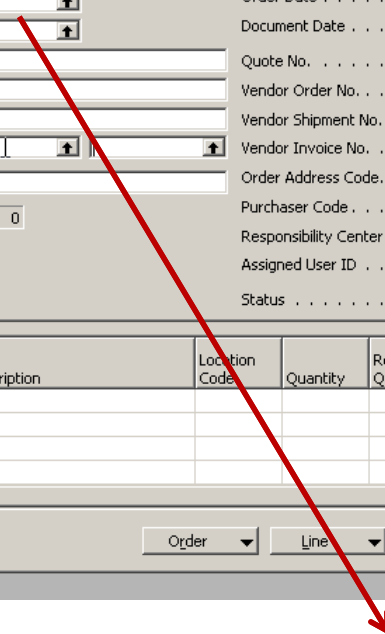 Document Date . . .
Quote No. . . . . .
Vendor Order No. . .
Vendor Shipment No.
Vendor Invoice No. .
Order Address Code.
Purchaser Code . . .
0
Responsibility Center
Assigned User ID . .
Status . . . . . . .
Location
ription Code Quantity
Order Line